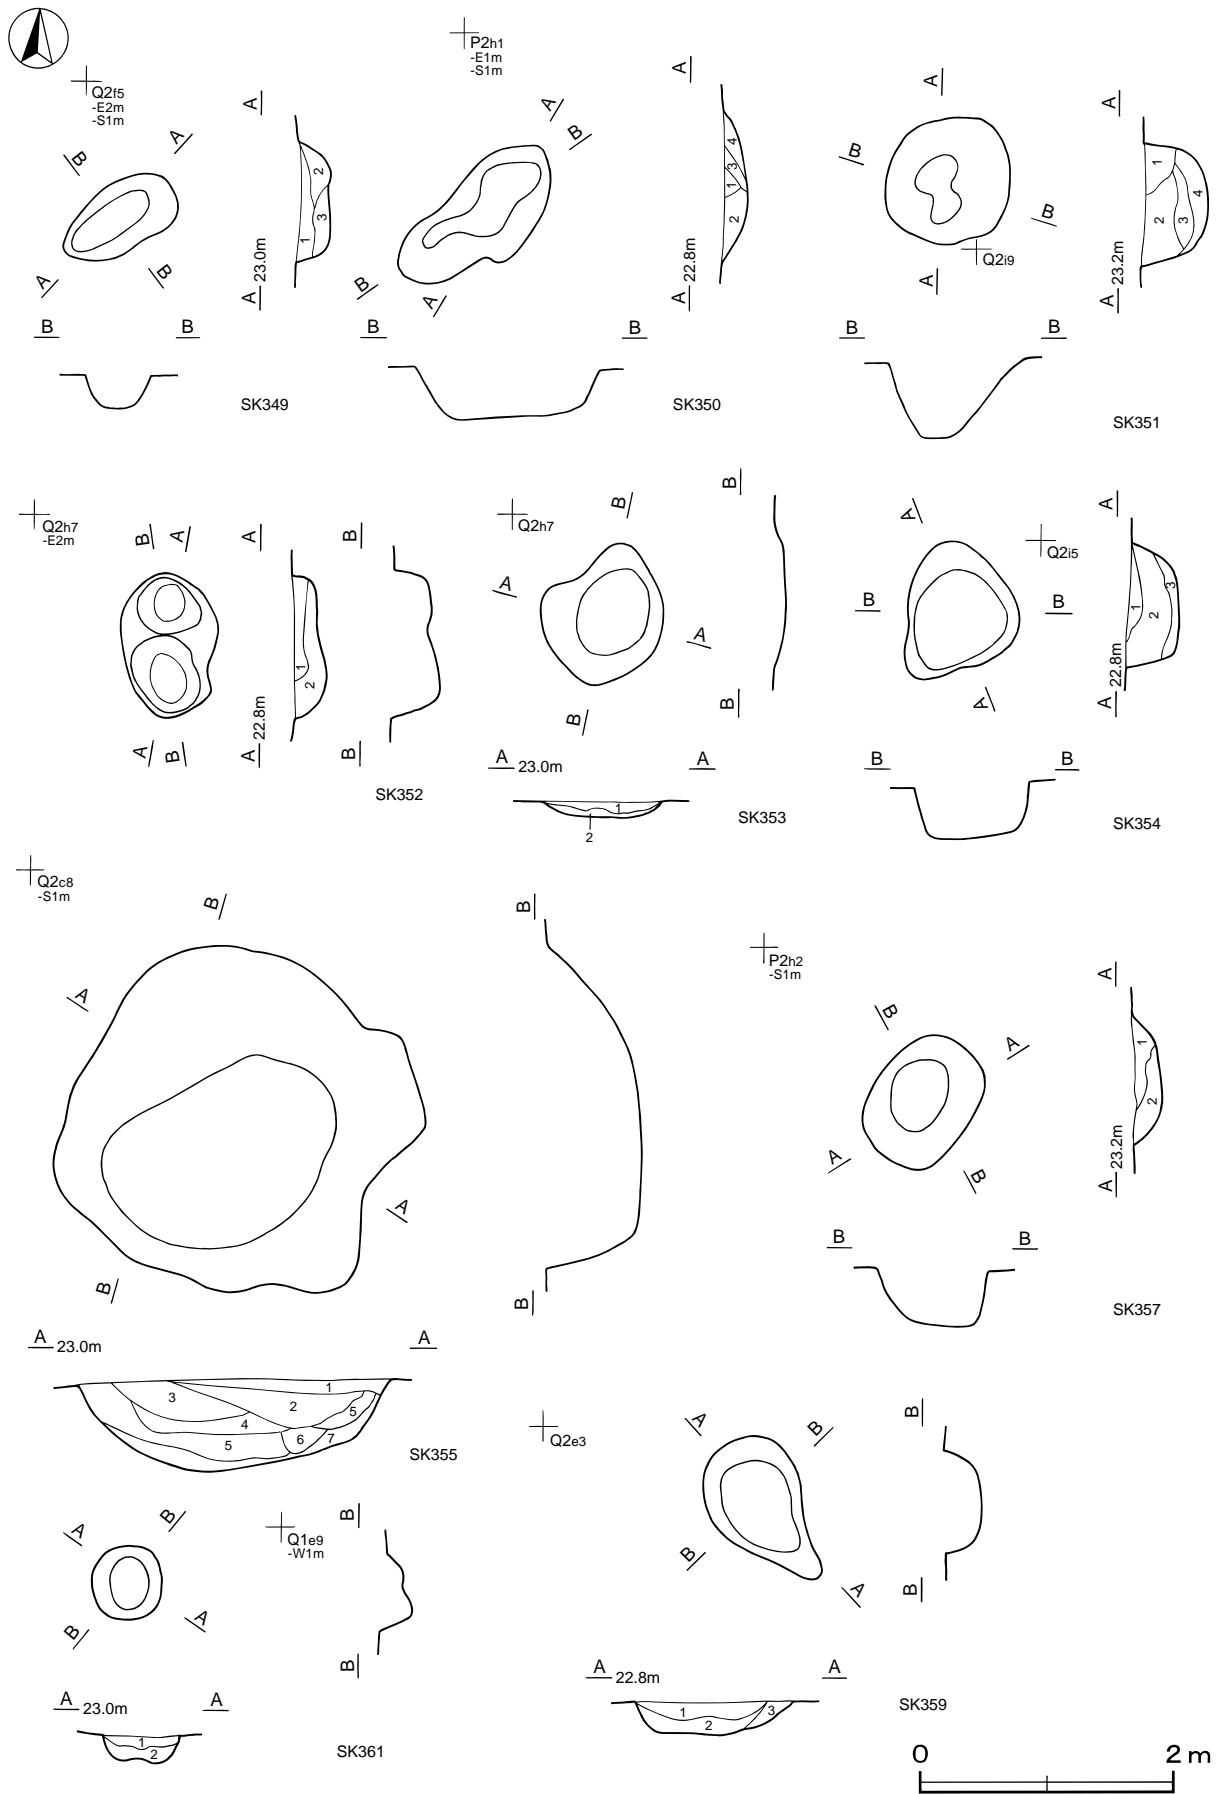 P2h1
-E1m
-S1m
Q2f5
-E2m
-S1m
A
B
B
A
A
2
3
1
23.0m
A
B
B
SK349
A
B
B
A
A
4
3
1
2
22.8m
A
B
B
SK350
A
B
B
A
Q2i9
A
1
2
3
4
23.2m
A
B
B
SK351
Q2h7
-E2m
B
A
A
B
A
1
2
22.8m
A
B
B
SK352
Q2h7
B
A
A
B
B
B
A
23.0m
A
1
2
SK353
A
Q2i5
B
B
A
A
1
2
3
22.8m
A
B
B
SK354
Q2c8
-S1m
B
A
A
B
B
B
A
23.0m
A
1
3
2
4
5
5
6
7
SK355
P2h2
-S1m
B
A
A
B
A
1
2
23.2m
A
B
B
SK357
Q2e3
A
B
B
A
B
B
A
22.8m
A
1
2
3
SK359
Q1e9
-W1m
B
A
B
A
B
B
A
23.0m
A
1
2
SK361
0
2 m